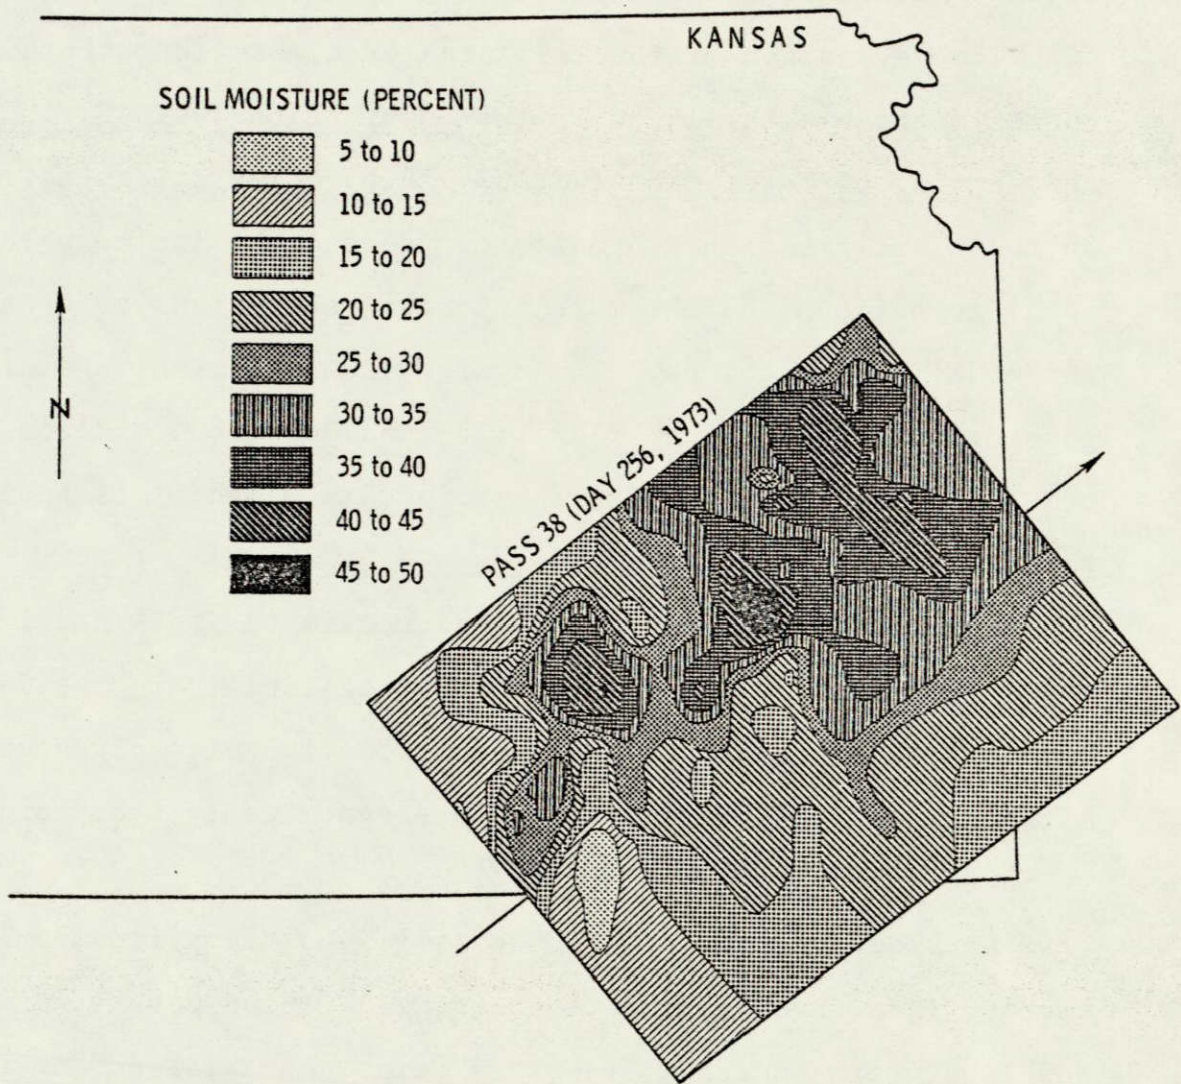 KANSAS
SOIL MOISTURE (PERCENT)
5 to 10
10 to 15
15 to 20
20 to 25
25 to 30
30 to 35
35 to 40
40 to 45
45 to 50
N
PASS 38 (DAY 256, 1973)